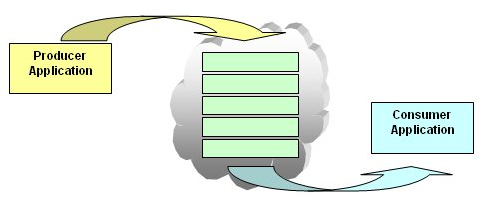 Producer
Application
Consumer
Application